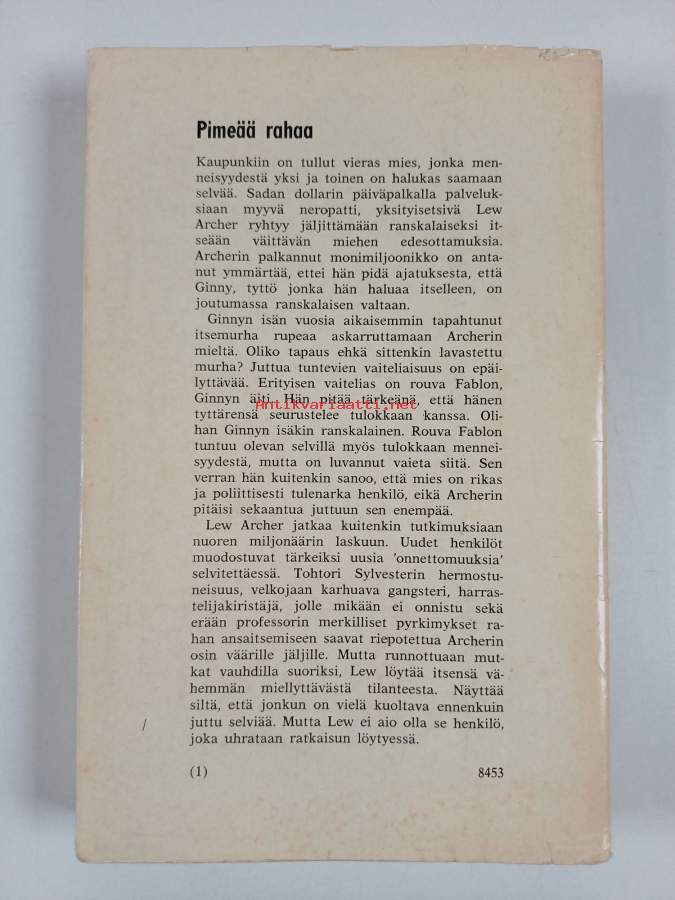 Pimeää rahaa
Kaupunkiin on tullut vieras mies, jonka men-
neisyydestä yksi ja toinen on halukas saamaan
selvää. Sadan dollarin päiväpalkalla palveluk-
siaan myyvä neropatti, yksityisetsivä Lew
Archer ryhtyy jäljittämään ranskalaiseksi it-
seään väittävän miehen edesottamuksia.
Archerin palkannut monimiljoonikko on anta-
nut ymmärtää, ettei hän pidä ajatuksesta, että
Ginny, tyttö jonka hän haluaa itselleen, on
joutumassa ranskalaisen valtaan.
Ginnyn isän vuosia aikaisemmin tapahtunut
itsemurha rupeaa askarruttamaan Archerin
mieltä. Oliko tapaus ehkä sittenkin lavastettu
murha? Juttua tuntevien vaiteliaisuus on epäi-
lyttävää. Erityisen vaitelias on rouva Fablon,
Ginnyn äiti. Hän pitää tärkeänä, että hänen
Antikvariaatti.net
tyttärensä seurustelee tulokkaan kanssa. Oli-
han Ginnyn isäkin ranskalainen. Rouva Fablon
tuntuu olevan selvillä myös tulokkaan mennei-
syydestä, mutta on luvannut vaieta siitä. Sen
verran hän kuitenkin sanoo, että mies on rikas
ja poliittisesti tulenarka henkilö, eikä Archerin
pitäisi sekaantua juttuun sen enempää.
Lew Archer jatkaa kuitenkin tutkimuksiaan
nuoren miljonäärin laskuun. Uudet henkilöt
muodostuvat tärkeiksi uusia 'onnettomuuksia'
selvitettäessä. Tohtori Sylvesterin hermostu-
neisuus, velkojaan karhuava gangsteri, harras-
telijakiristäjä, jolle mikään ei onnistu sekä
erään professorin merkilliset pyrkimykset ra-
han ansaitsemiseen saavat riepotettua Archerin
osin väärille jäljille. Mutta runnottuaan mut-
kat vauhdilla suoriksi, Lew löytää itsensä vä-
hemmän miellyttävästä tilanteesta. Näyttää
siltä, että jonkun on vielä kuoltava ennenkuin
juttu selviää. Mutta Lew ei aio olla se henkilö,
joka uhrataan ratkaisun löytyessä.
(1) 8453